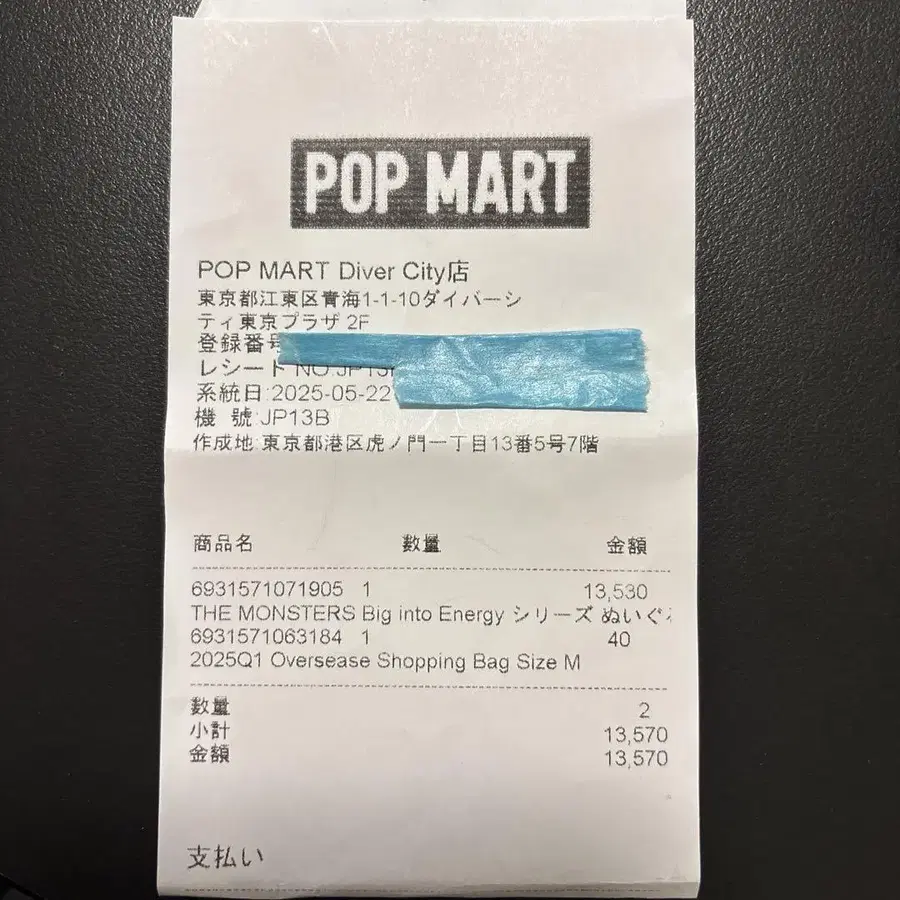 POP MART
POP MART Diver City店
東京都江東区青海1-1-10ダイバーシ
ティ東京プラザ 2F
登録番号
レシート NO.JP13
系統日:2025-05-22
機 號:JP13B
作成地:東京都港区虎ノ門一丁目13番5号7階
商品名 数量 金額
6931571071905 1 13,530
THE MONSTERS Big into Energy シリーズ ぬいぐ
6931571063184 1 40
2025Q1 Oversease Shopping Bag Size M
数量 2
小計 13,570
金額 13,570
支払い